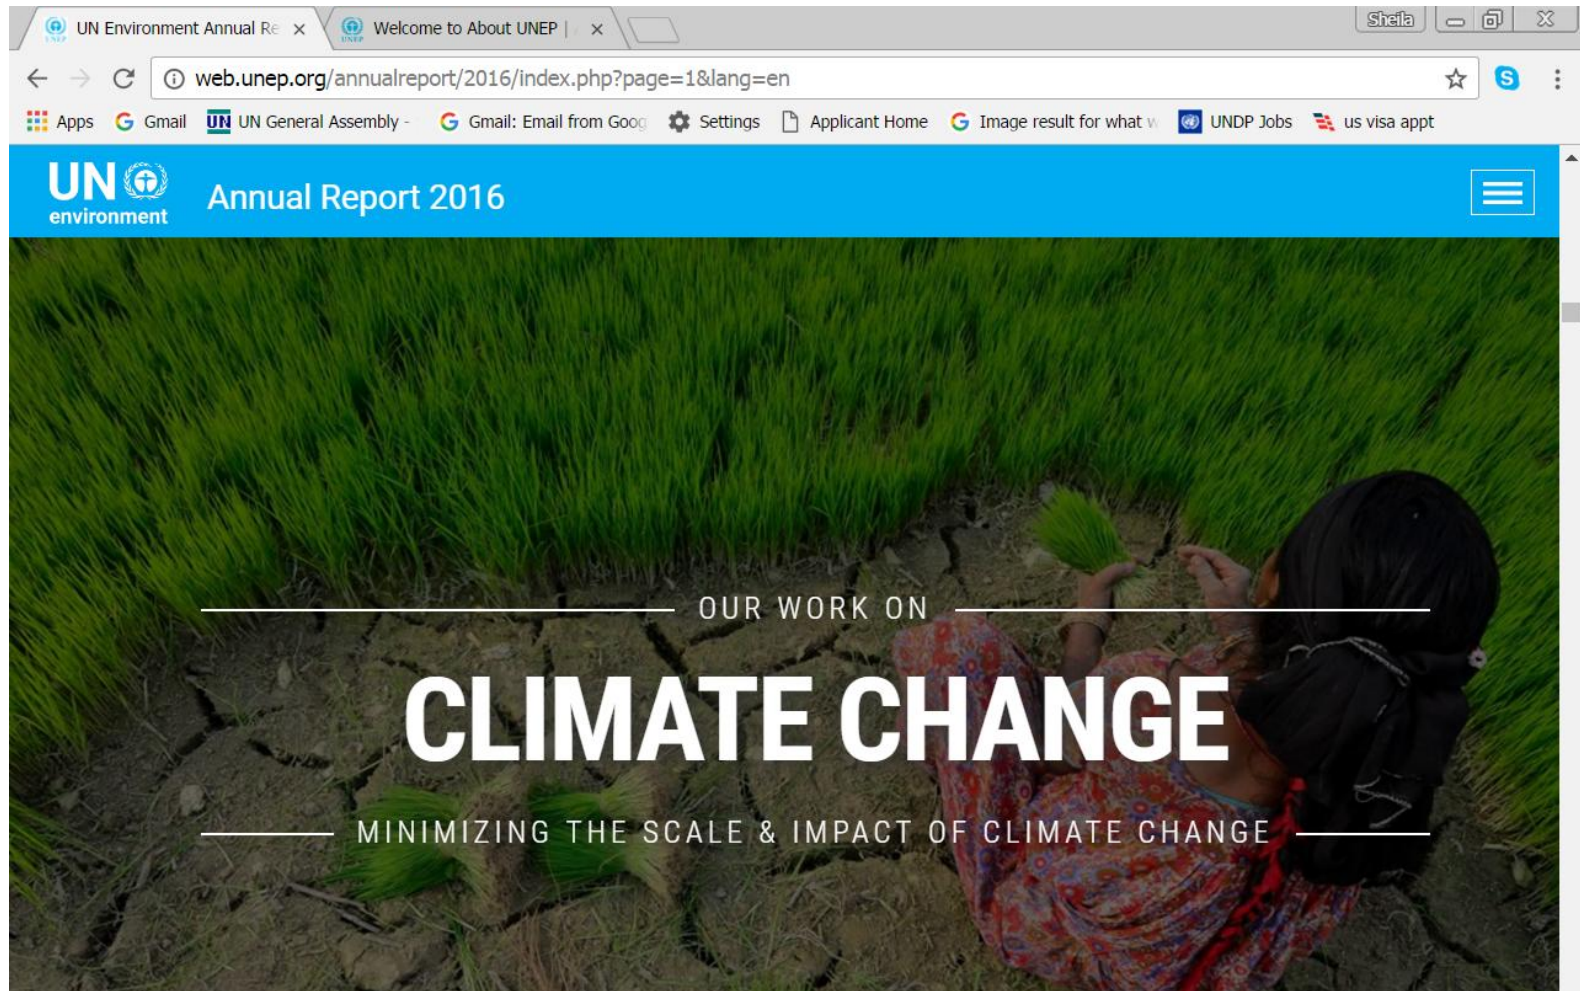 UN Environment Annual Re
Welcome to About UNEP |
Sheila
web.unep.org/annualreport/2016/index.php?page=1&lang=en
Apps Gmail UN UN General Assembly - Gmail: Email from Goog Settings Applicant Home Image result for what w UNDP Jobs us visa appt
UN
environment
Annual Report 2016
OUR WORK ON
CLIMATE CHANGE
MINIMIZING THE SCALE & IMPACT OF CLIMATE CHANGE